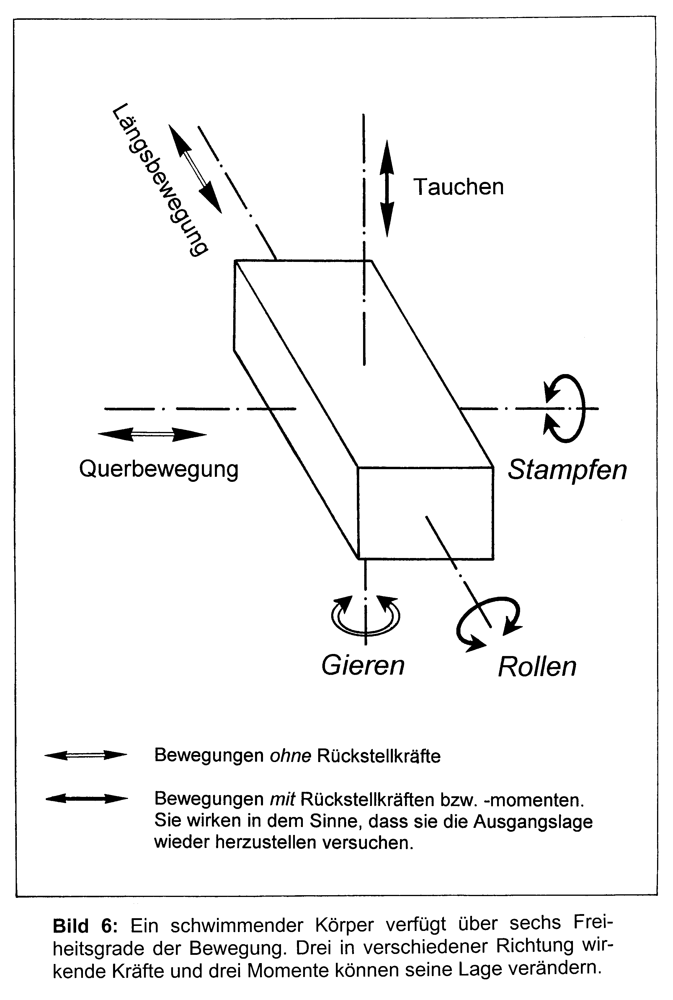 Längsbewegung
Tauchen
Querbewegung
Stampfen
Gieren
Rollen
Bewegungen ohne Rückstellkräfte
Bewegungen mit Rückstellkräften bzw. -momenten.
Sie wirken in dem Sinne, dass sie die Ausgangslage
wieder herzustellen versuchen.
Bild 6: Ein schwimmender Körper verfügt über sechs Frei-
heitsgrade der Bewegung. Drei in verschiedener Richtung wir-
kende Kräfte und drei Momente können seine Lage verändern.